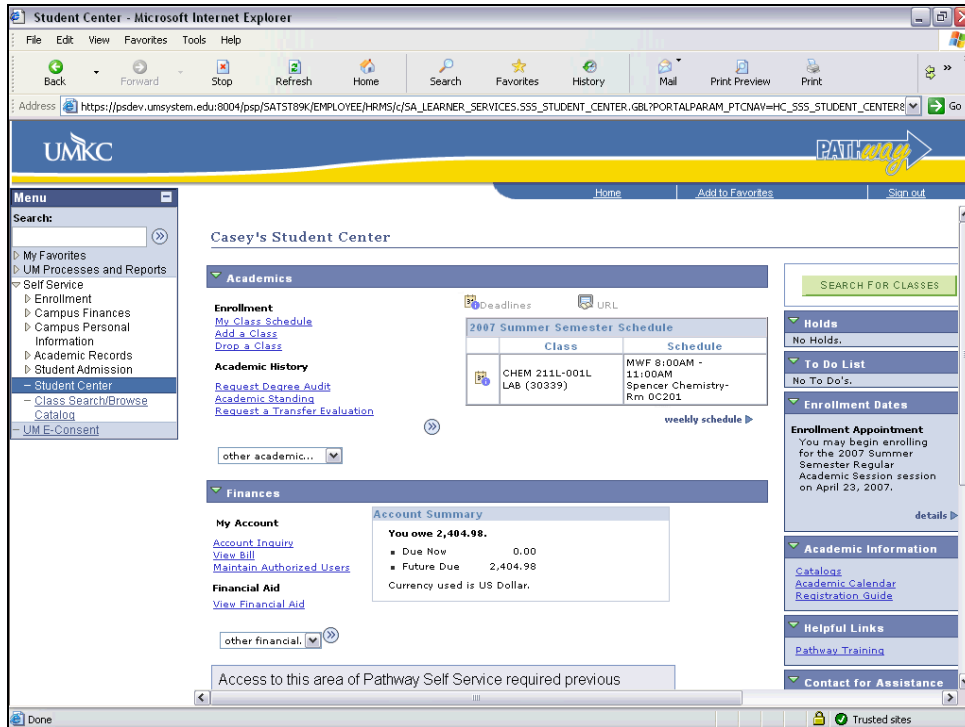 Student Center - Microsoft Internet Explorer
File Edit View Favorites Tools Help
Back Forward Stop Refresh Home Search Favorites History Mail Print Preview Print »
Address https://psdev.umsystem.edu:8004/psp/SATST89K/EMPLOYEE/HRMS/c/SA_LEARNER_SERVICES.SSS_STUDENT_CENTER.GBL?PORTALPARAM_PTCNAV=HC_SSS_STUDENT_CENTER& Go
UMKC
PATHway
Home Add to Favorites Sign out
Menu
Search:
My Favorites
UM Processes and Reports
Self Service
Enrollment
Campus Finances
Campus Personal
Information
Academic Records
Student Admission
– Student Center
– Class Search/Browse
Catalog
– UM E-Consent
Casey's Student Center
Academics
Enrollment
My Class Schedule
Add a Class
Drop a Class
Academic History
Request Degree Audit
Academic Standing
Request a Transfer Evaluation
other academic...
Deadlines URL
2007 Summer Semester Schedule
Class Schedule
CHEM 211L-001L
LAB (30339)
MWF 8:00AM -
11:00AM
Spencer Chemistry-
Rm 0C201
weekly schedule
Finances
My Account
Account Inquiry
View Bill
Maintain Authorized Users
Financial Aid
View Financial Aid
other financial.
Account Summary
You owe 2,404.98.
Due Now 0.00
Future Due 2,404.98
Currency used is US Dollar.
Access to this area of Pathway Self Service required previous
SEARCH FOR CLASSES
Holds
No Holds.
To Do List
No To Do's.
Enrollment Dates
Enrollment Appointment
You may begin enrolling
for the 2007 Summer
Semester Regular
Academic Session session
on April 23, 2007.
details
Academic Information
Catalogs
Academic Calendar
Registration Guide
Helpful Links
Pathway Training
Contact for Assistance
Done Trusted sites